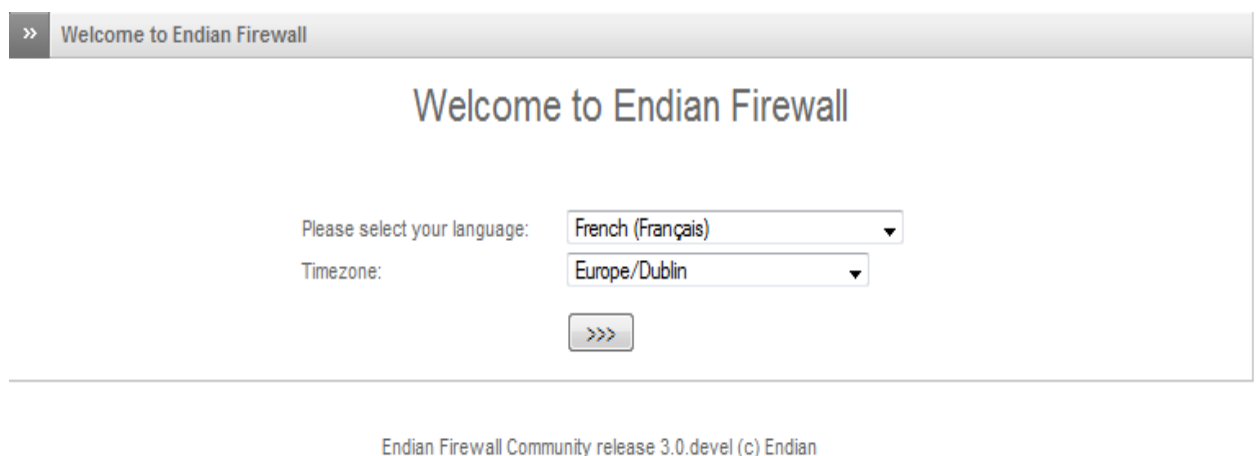 » Welcome to Endian Firewall
Welcome to Endian Firewall
Please select your language: French (Français)
Timezone: Europe/Dublin
>>>
Endian Firewall Community release 3.0.devel (c) Endian